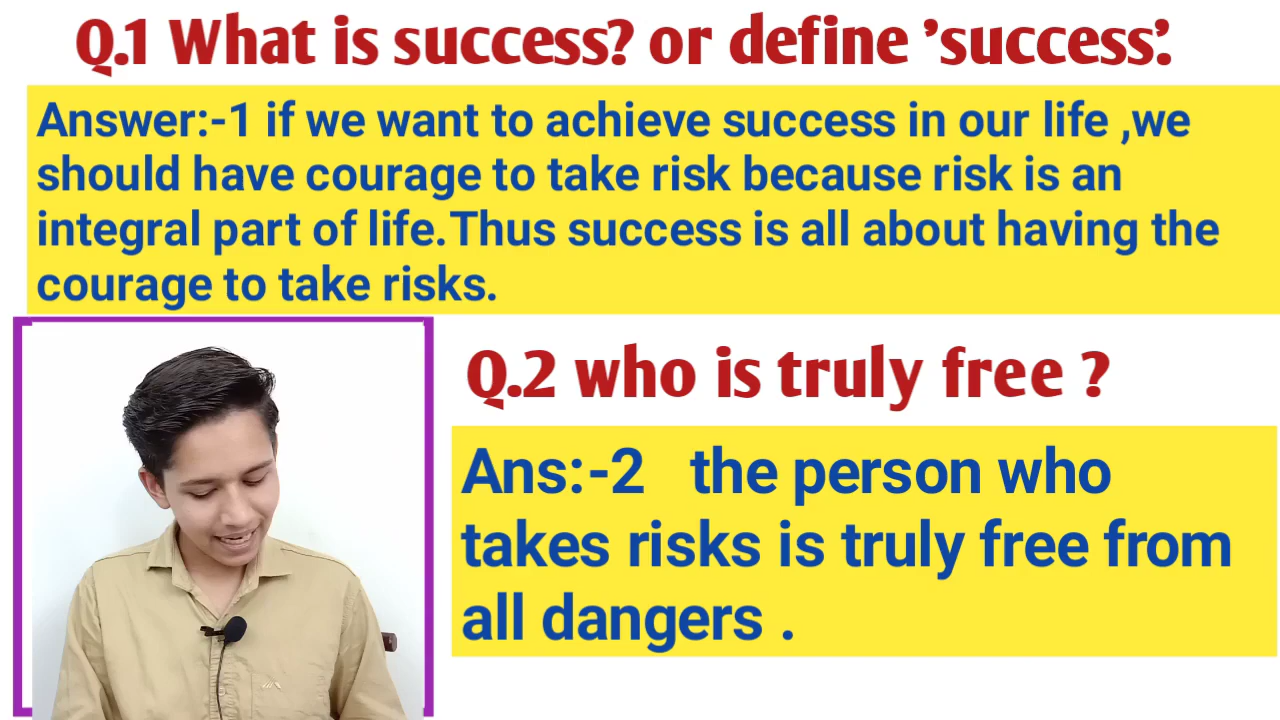 Q.1 What is success? or define 'success'.
Answer:-1 if we want to achieve success in our life ,we
should have courage to take risk because risk is an
integral part of life.Thus success is all about having the
courage to take risks.
Q.2 who is truly free ?
Ans:-2 the person who
takes risks is truly free from
all dangers .